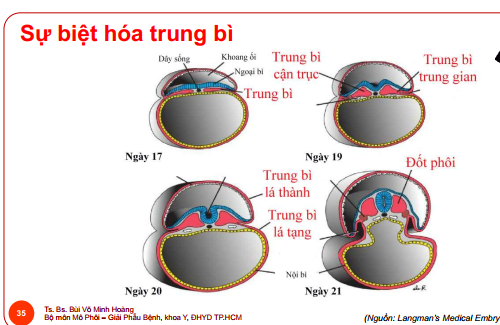 Sự biệt hóa trung bì
Dây sống
Khoang ối
Ngoại bì
Trung bì
Ngày 17
Trung bì
cận trục
Trung bì
trung gian
Ngày 19
Trung bì
lá thành
Trung bì
lá tạng
Nội bì
Ngày 20
Đốt phôi
Ngày 21
35
Ts. Bs. Bùi Võ Minh Hoàng
Bộ môn Mô Phôi – Giải Phẫu Bệnh, khoa Y, ĐHYD TP.HCM
(Nguồn: Langman's Medical Embry